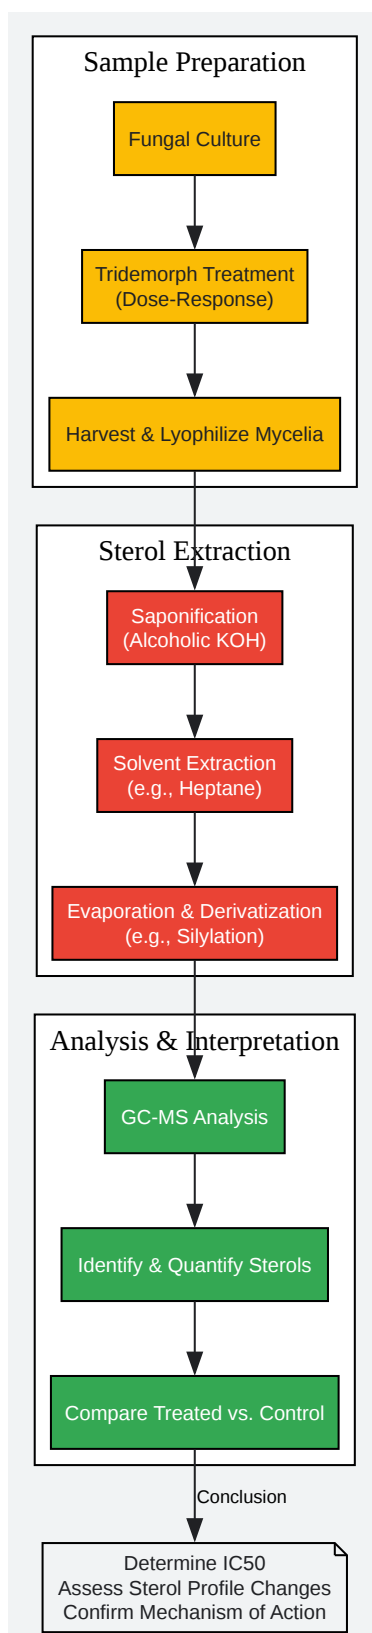 Sample Preparation
Fungal Culture
Tridemorph Treatment
(Dose-Response)
Harvest & Lyophilize Mycelia
Sterol Extraction
Saponification
(Alcoholic KOH)
Solvent Extraction
(e.g., Heptane)
Evaporation & Derivatization
(e.g., Silylation)
Analysis & Interpretation
GC-MS Analysis
Identify & Quantify Sterols
Compare Treated vs. Control
Conclusion
Determine IC50
Assess Sterol Profile Changes
Confirm Mechanism of Action